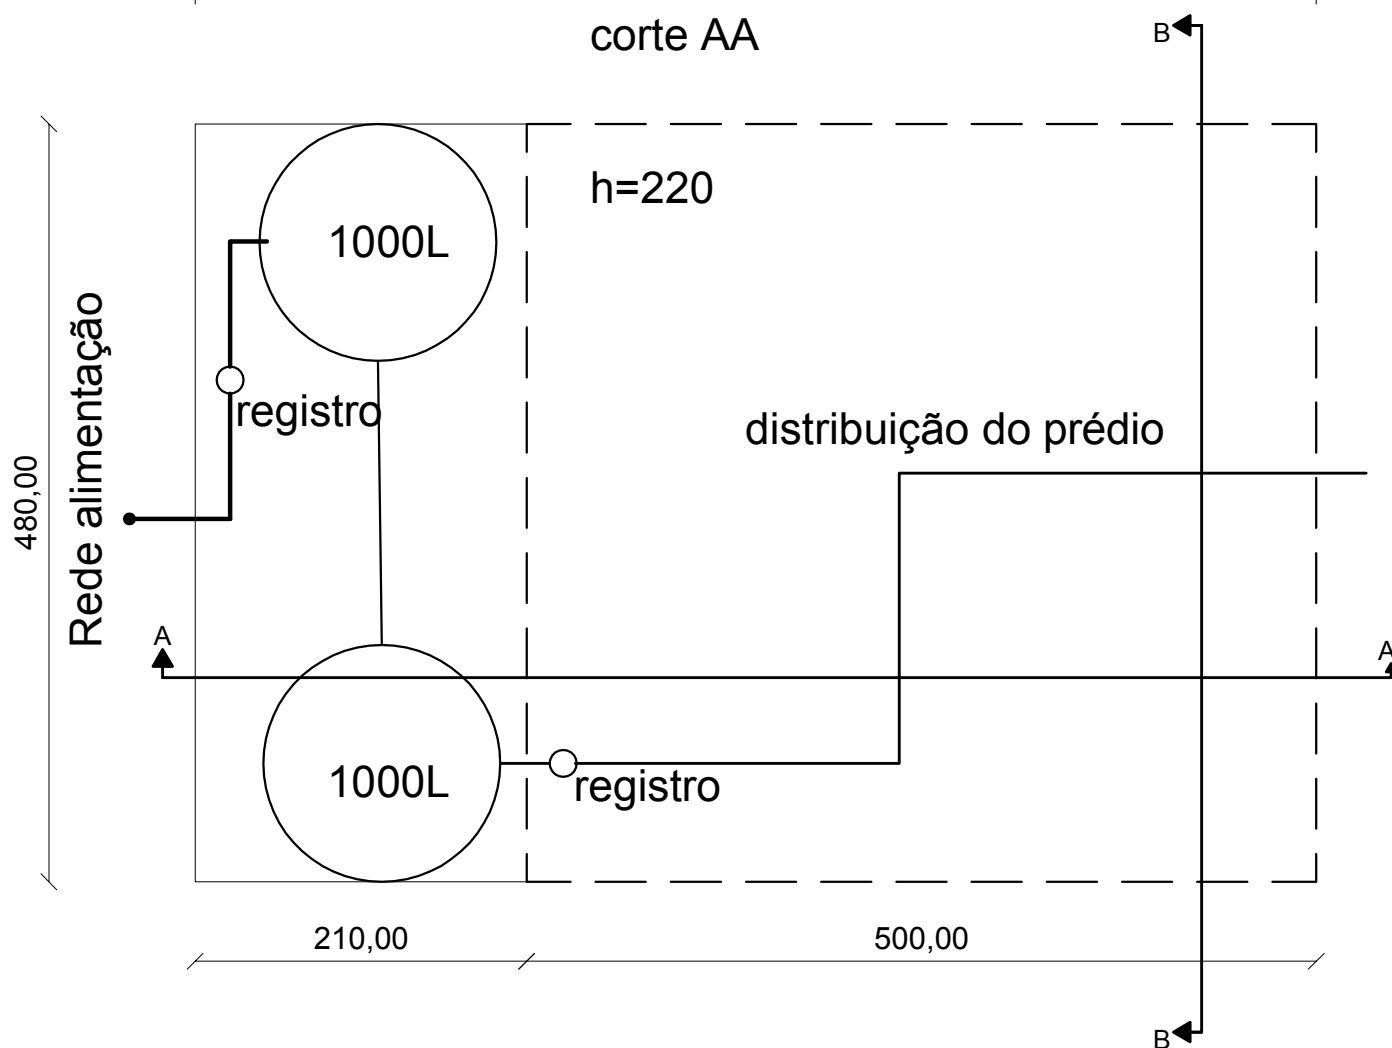 corte AA
B
h=220
1000L
Rede alimentação
registro
distribuição do prédio
480,00
A
A
1000L
registro
210,00
500,00
B